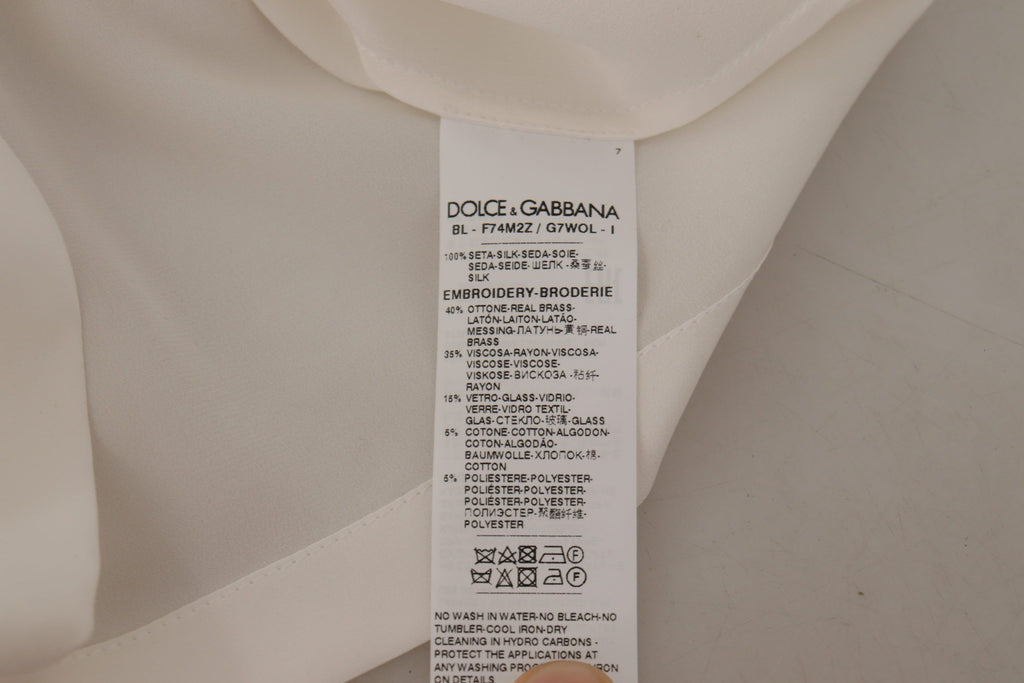 7
DOLCE & GABBANA
BL - F74M2Z / G7WOL - I
100% SETA-SILK-SEDA-SOIE-
SEDA-SEIDE-ШЕЛК-桑蚕丝-
SILK
EMBROIDERY-BRODERIE
40% OTTONE-REAL BRASS-
LATÓN-LAITON-LATÃO-
MESSING-ЛАТУНЬ-黄铜-REAL
BRASS
35% VISCOSA-RAYON-VISCOSA-
VISCOSE-VISCOSE-
VISKOSE-ВИСКОЗА-粘纤-
RAYON
15% VETRO-GLASS-VIDRIO-
VERRE-VIDRO TEXTIL-
GLAS-СТЕКЛО-玻璃-GLASS
5% COTONE-COTTON-ALGODON-
COTON-ALGODÃO-
BAUMWOLLE-ХЛОПОК-棉-
COTTON
5% POLIESTERE-POLYESTER-
POLIÉSTER-POLYESTER-
POLIÉSTER-POLYESTER-
ПОЛИЭСТЕР-聚酯纤维-
POLYESTER
F
F
NO WASH IN WATER-NO BLEACH-NO
TUMBLER-COOL IRON-DRY
CLEANING IN HYDRO CARBONS -
PROTECT THE APPLICATIONS AT
ANY WASHING IRON
ON DETAILS